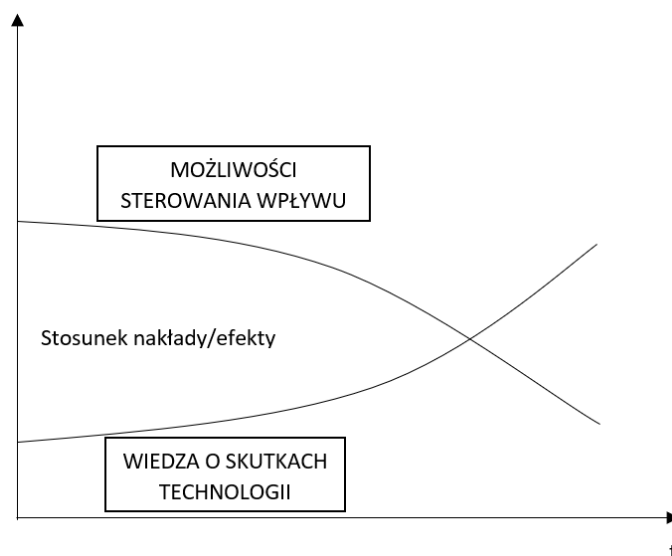 MOŻLIWOŚCI
STEROWANIA WPŁYWU
Stosunek nakłady/efekty
WIEDZA O SKUTKACH
TECHNOLOGII
t